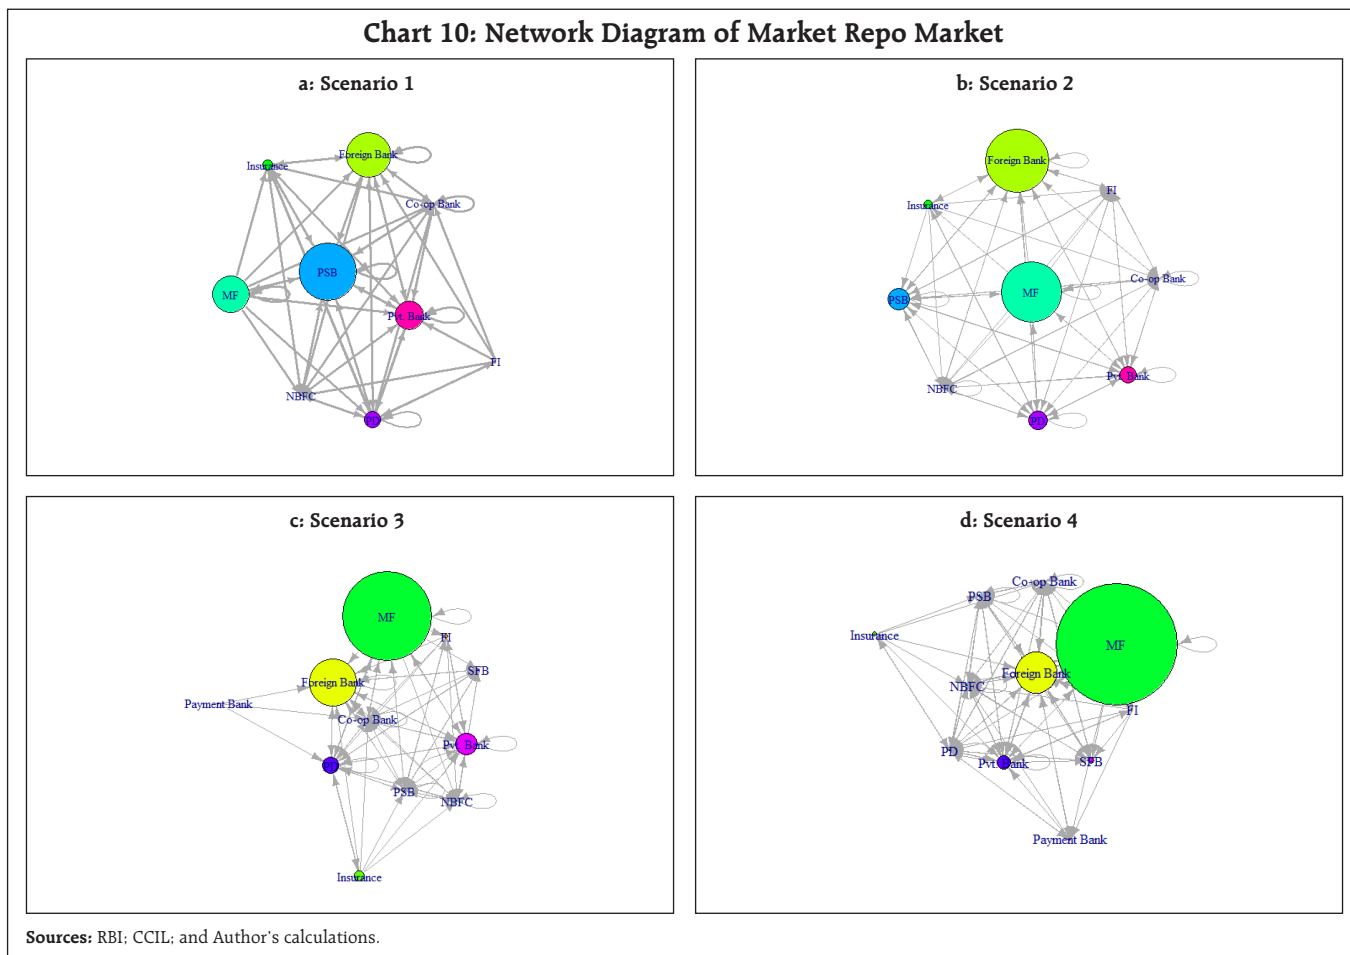 Chart 10: Network Diagram of Market Repo Market
a: Scenario 1
Foreign Bank
Insurance
Co-op Bank
PSB
MF
Pvt. Bank
FI
NBFC
PD
b: Scenario 2
Foreign Bank
FI
Insurance
Co-op Bank
MF
PSB
Pvt. Bank
NBFC
PD
c: Scenario 3
MF
FI
SFB
Foreign Bank
Payment Bank
Co-op Bank
Pvt. Bank
PD
PSB
NBFC
Insurance
d: Scenario 4
Co-op Bank
PSB
Insurance
MF
Foreign Bank
NBFC
FI
PD
Pvt. Bank
SFB
Payment Bank
Sources: RBI; CCIL; and Author's calculations.